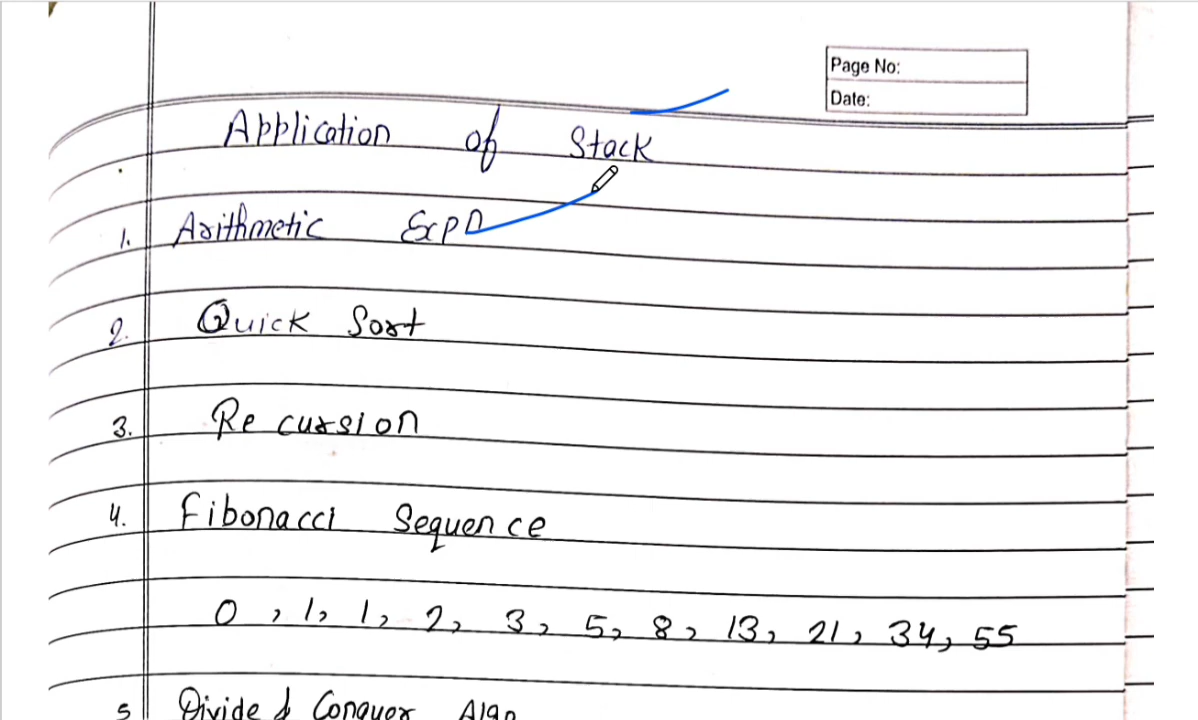 Page No:
Date:
Application of Stack
1. Arithmetic Expn
2. Quick Sort
3. Recursion
4. Fibonacci Sequence
0, 1, 1, 2, 3, 5, 8, 13, 21, 34, 55
5 Divide & Conquer Algo